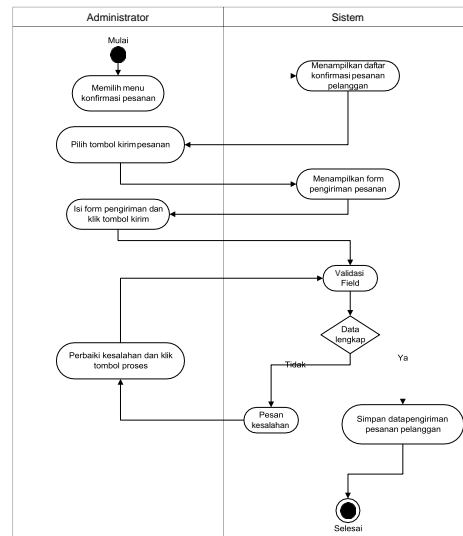 Administrator
Sistem
Mulai
Memilih menu
konfirmasi pesanan
Menampilkan daftar
konfirmasi pesanan
pelanggan
Pilih tombol kirim pesanan
Menampilkan form
pengiriman pesanan
Isi form pengiriman dan
klik tombol kirim
Validasi
Field
Data
lengkap
Tidak
Ya
Perbaiki kesalahan dan klik
tombol proses
Pesan
kesalahan
Simpan data pengiriman
pesanan pelanggan
Selesai